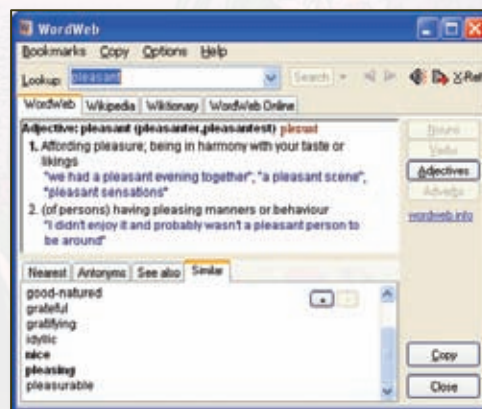 WordWeb
Bookmarks Copy Options Help
Lookup: pleasant Search X-Ref
WordWeb Wikipedia Wiktionary WordWeb Online
Adjective: pleasant (pleasanter,pleasantest)
1. Affording pleasure; being in harmony with your taste or
likings
"we had a pleasant evening together", "a pleasant scene",
"pleasant sensations"
2. (of persons) having pleasing manners or behaviour
"I didn't enjoy it and probably wasn't a pleasant person to
be around"
Nouns
Verbs
Adjectives
Adverbs
wordweb.info
Nearest Antonyms See also Similar
good-natured
grateful
gratifying
idyllic
nice
pleasing
pleasurable
Copy
Close